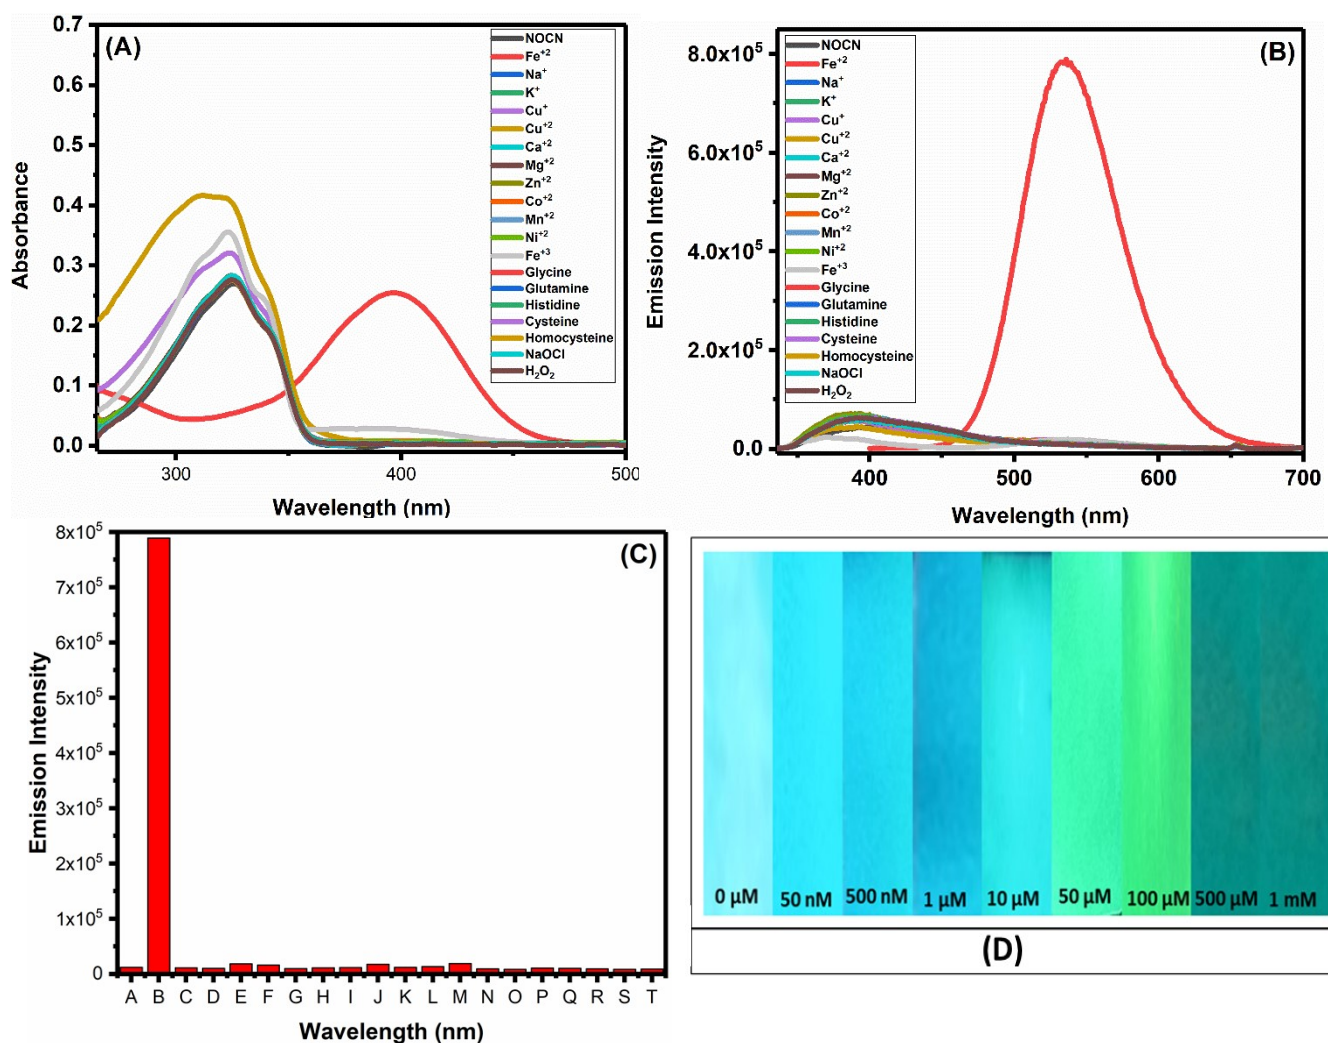 (A)
0.7
0.6
0.5
0.4
0.3
0.2
0.1
0.0
Absorbance
300
400
500
Wavelength (nm)
NOCN
Fe⁺²
Na⁺
K⁺
Cu⁺
Cu⁺²
Ca⁺²
Mg⁺²
Zn⁺²
Co⁺²
Mn⁺²
Ni⁺²
Fe⁺³
Glycine
Glutamine
Histidine
Cysteine
Homocysteine
NaOCl
H₂O₂
(B)
8.0x10⁵
6.0x10⁵
4.0x10⁵
2.0x10⁵
0.0
Emission Intensity
400
500
600
700
Wavelength (nm)
NOCN
Fe⁺²
Na⁺
K⁺
Cu⁺
Cu⁺²
Ca⁺²
Mg⁺²
Zn⁺²
Co⁺²
Mn⁺²
Ni⁺²
Fe⁺³
Glycine
Glutamine
Histidine
Cysteine
Homocysteine
NaOCl
H₂O₂
(C)
8x10⁵
7x10⁵
6x10⁵
5x10⁵
4x10⁵
3x10⁵
2x10⁵
1x10⁵
0
Emission Intensity
A B C D E F G H I J K L M N O P Q R S T
Wavelength (nm)
0 µM 50 nM 500 nM 1 µM 10 µM 50 µM 100 µM 500 µM 1 mM
(D)